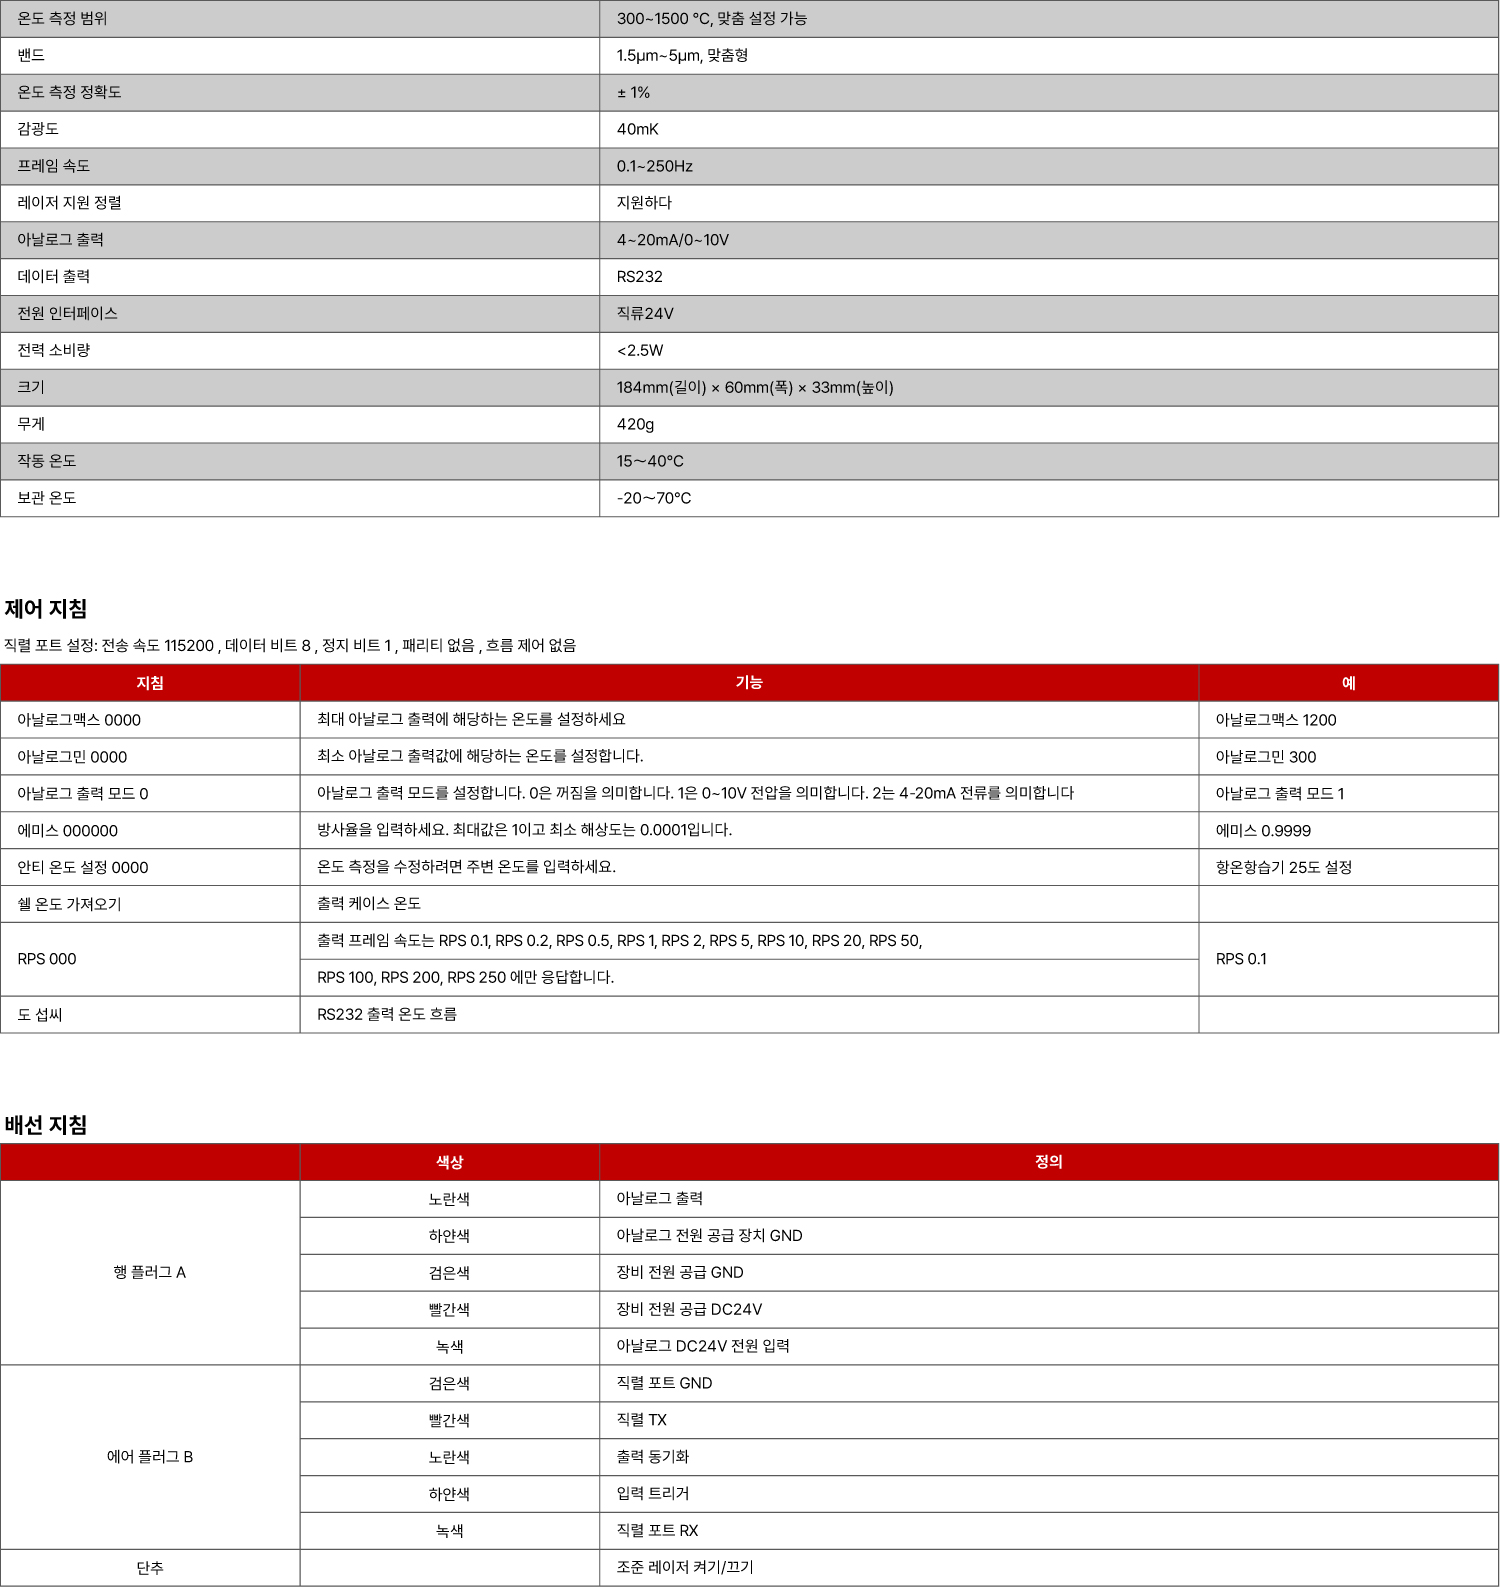 온도 측정 범위 300~1500 °C, 맞춤 설정 가능
밴드 1.5μm~5μm, 맞춤형
온도 측정 정확도 ± 1%
감광도 40mK
프레임 속도 0.1~250Hz
레이저 지원 정렬 지원하다
아날로그 출력 4~20mA/0~10V
데이터 출력 RS232
전원 인터페이스 직류24V
전력 소비량 <2.5W
크기 184mm(길이) × 60mm(폭) × 33mm(높이)
무게 420g
작동 온도 15～40°C
보관 온도 -20～70°C
제어 지침
직렬 포트 설정: 전송 속도 115200 , 데이터 비트 8 , 정지 비트 1 , 패리티 없음 , 흐름 제어 없음
지침 기능 예
아날로그맥스 0000 최대 아날로그 출력에 해당하는 온도를 설정하세요 아날로그맥스 1200
아날로그민 0000 최소 아날로그 출력값에 해당하는 온도를 설정합니다. 아날로그민 300
아날로그 출력 모드 0 아날로그 출력 모드를 설정합니다. 0은 꺼짐을 의미합니다. 1은 0~10V 전압을 의미합니다. 2는 4-20mA 전류를 의미합니다 아날로그 출력 모드 1
에미스 000000 방사율을 입력하세요. 최대값은 1이고 최소 해상도는 0.0001입니다. 에미스 0.9999
안티 온도 설정 0000 온도 측정을 수정하려면 주변 온도를 입력하세요. 항온항습기 25도 설정
쉘 온도 가져오기 출력 케이스 온도
RPS 000 출력 프레임 속도는 RPS 0.1, RPS 0.2, RPS 0.5, RPS 1, RPS 2, RPS 5, RPS 10, RPS 20, RPS 50, RPS 0.1
RPS 100, RPS 200, RPS 250 에만 응답합니다.
도 섭씨 RS232 출력 온도 흐름
배선 지침
색상 정의
행 플러그 A
노란색 아날로그 출력
하얀색 아날로그 전원 공급 장치 GND
검은색 장비 전원 공급 GND
빨간색 장비 전원 공급 DC24V
녹색 아날로그 DC24V 전원 입력
에어 플러그 B
검은색 직렬 포트 GND
빨간색 직렬 TX
노란색 출력 동기화
하얀색 입력 트리거
녹색 직렬 포트 RX
단추 조준 레이저 켜기/끄기